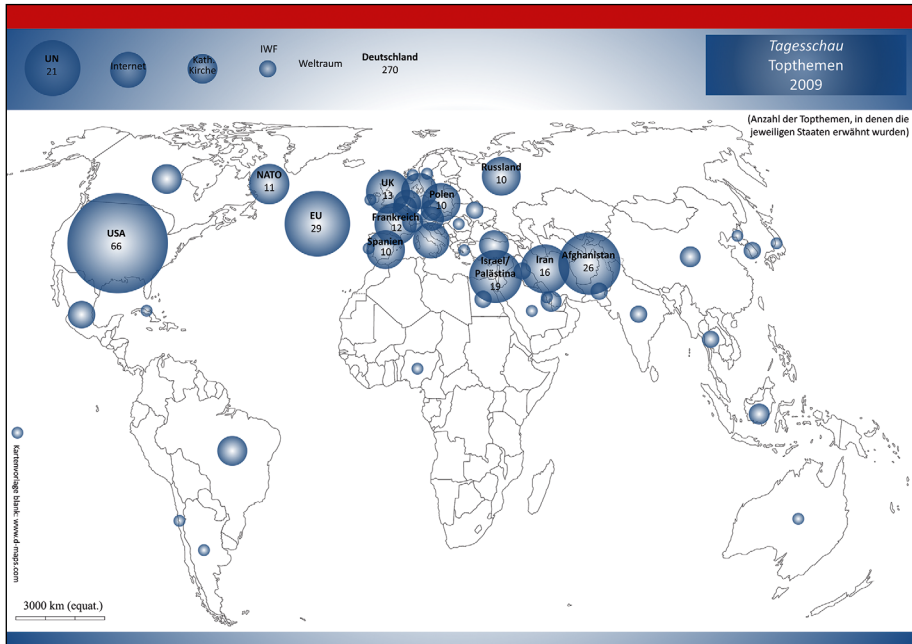 UN
21
Internet
Kath.
Kirche
IWF
Weltraum
Deutschland
270
Tagesschau
Topthemen
2009
(Anzahl der Topthemen, in denen die
jeweiligen Staaten erwähnt wurden)
NATO
11
UK
13
Polen
10
Russland
10
USA
66
EU
29
Frankreich
12
Spanien
10
Israel/
Palästina
19
Iran
16
Afghanistan
26
Kartenvorlage blank: www.d-maps.com
3000 km (equat.)